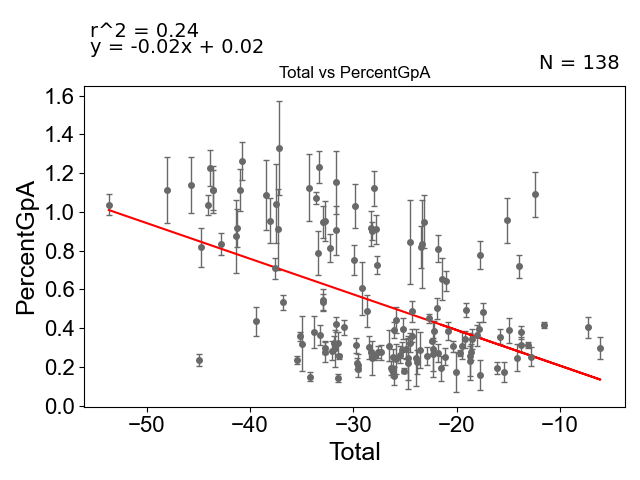 r^2 = 0.24
y = -0.02x + 0.02
N = 138
Total vs PercentGpA
PercentGpA
1.6
1.4
1.2
1.0
0.8
0.6
0.4
0.2
0.0
−50
−40
−30
−20
−10
Total